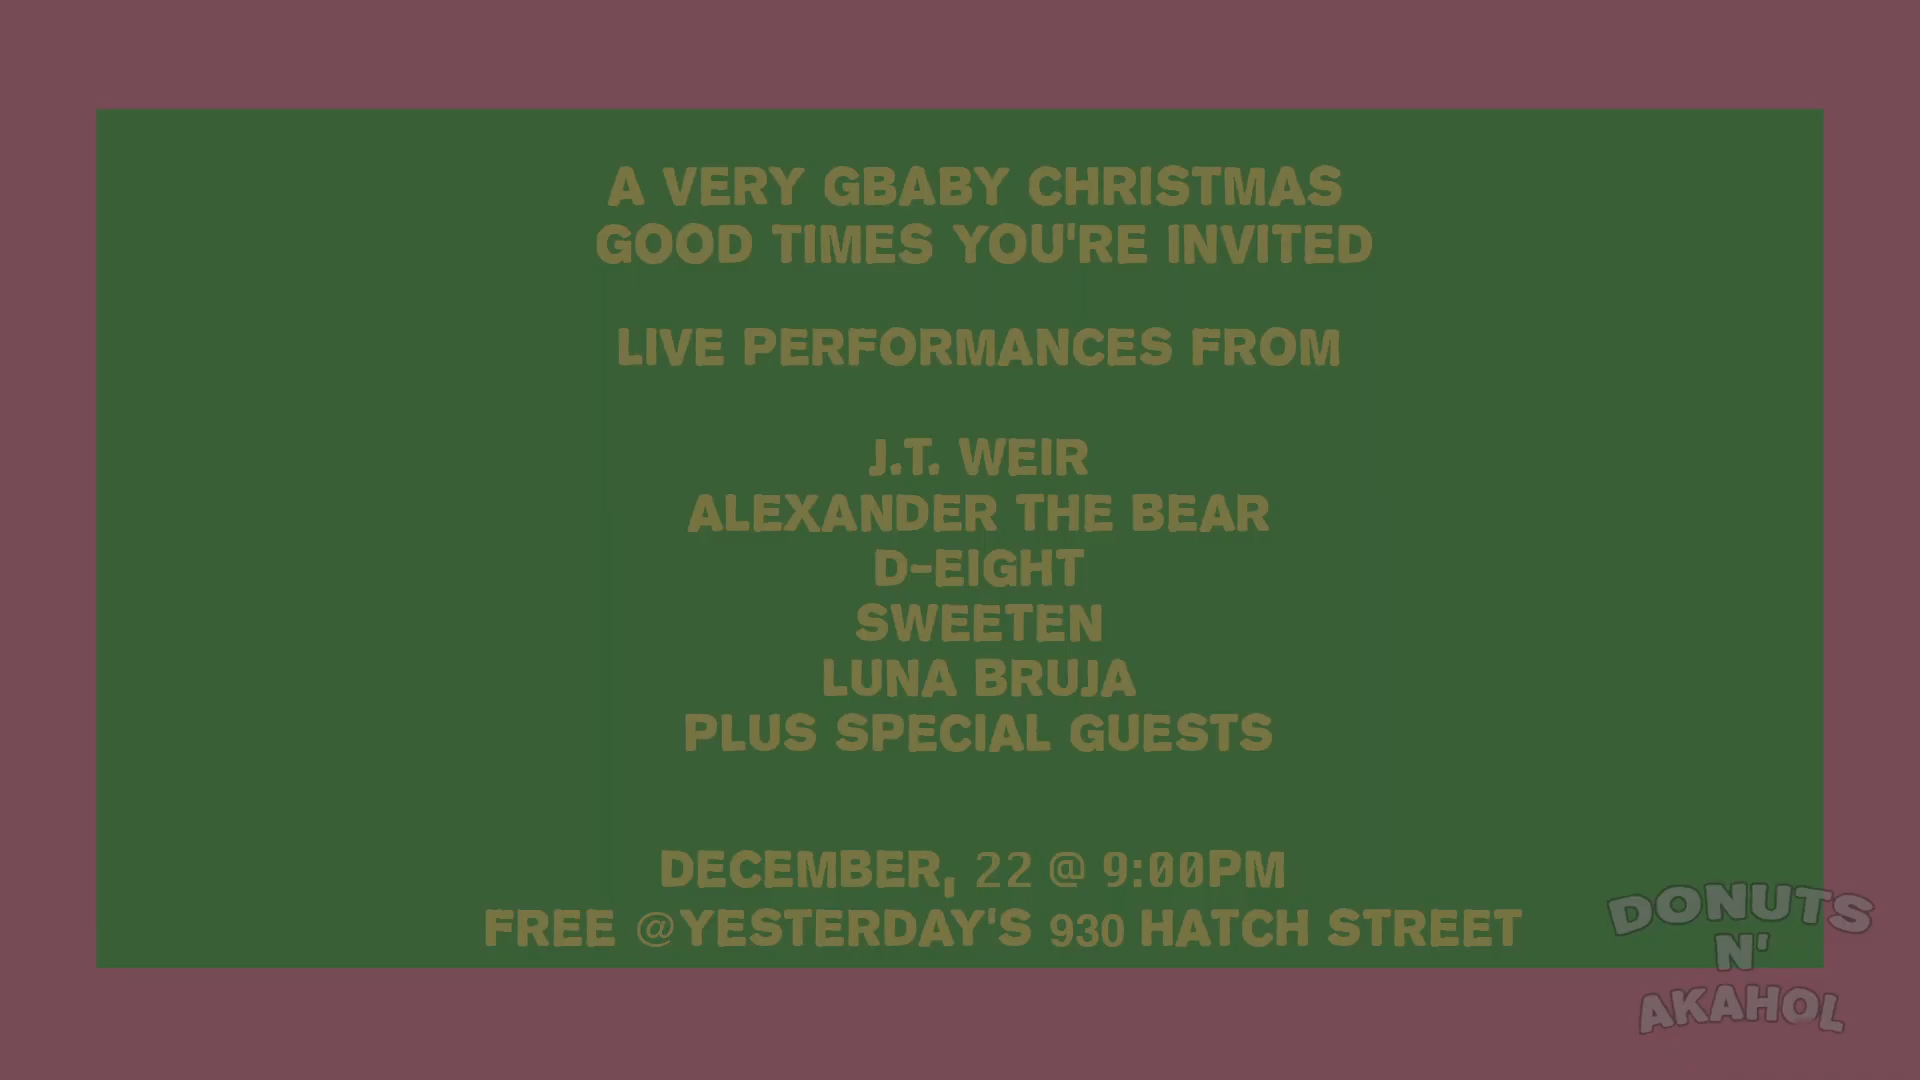 A VERY GBABY CHRISTMAS
GOOD TIMES YOU'RE INVITED
LIVE PERFORMANCES FROM
J.T. WEIR
ALEXANDER THE BEAR
D-EIGHT
SWEETEN
LUNA BRUJA
PLUS SPECIAL GUESTS
DECEMBER, 22 @ 9:00PM
FREE @YESTERDAY'S 930 HATCH STREET
DONUTS
N'
AKAHOL